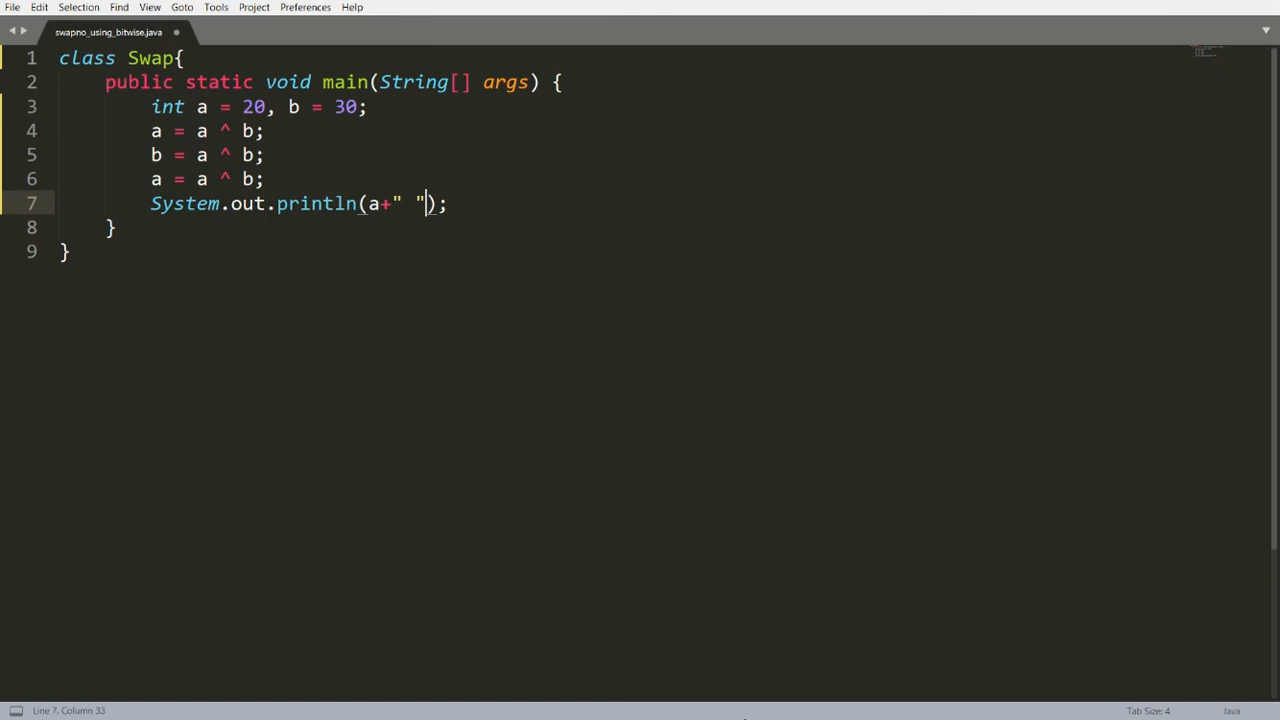 File Edit Selection Find View Goto Tools Project Preferences Help
swapno_using_bitwise.java
1 class Swap{
2     public static void main(String[] args) {
3         int a = 20, b = 30;
4         a = a ^ b;
5         b = a ^ b;
6         a = a ^ b;
7         System.out.println(a+" ");
8     }
9 }
Line 7, Column 33 Tab Size: 4 Java